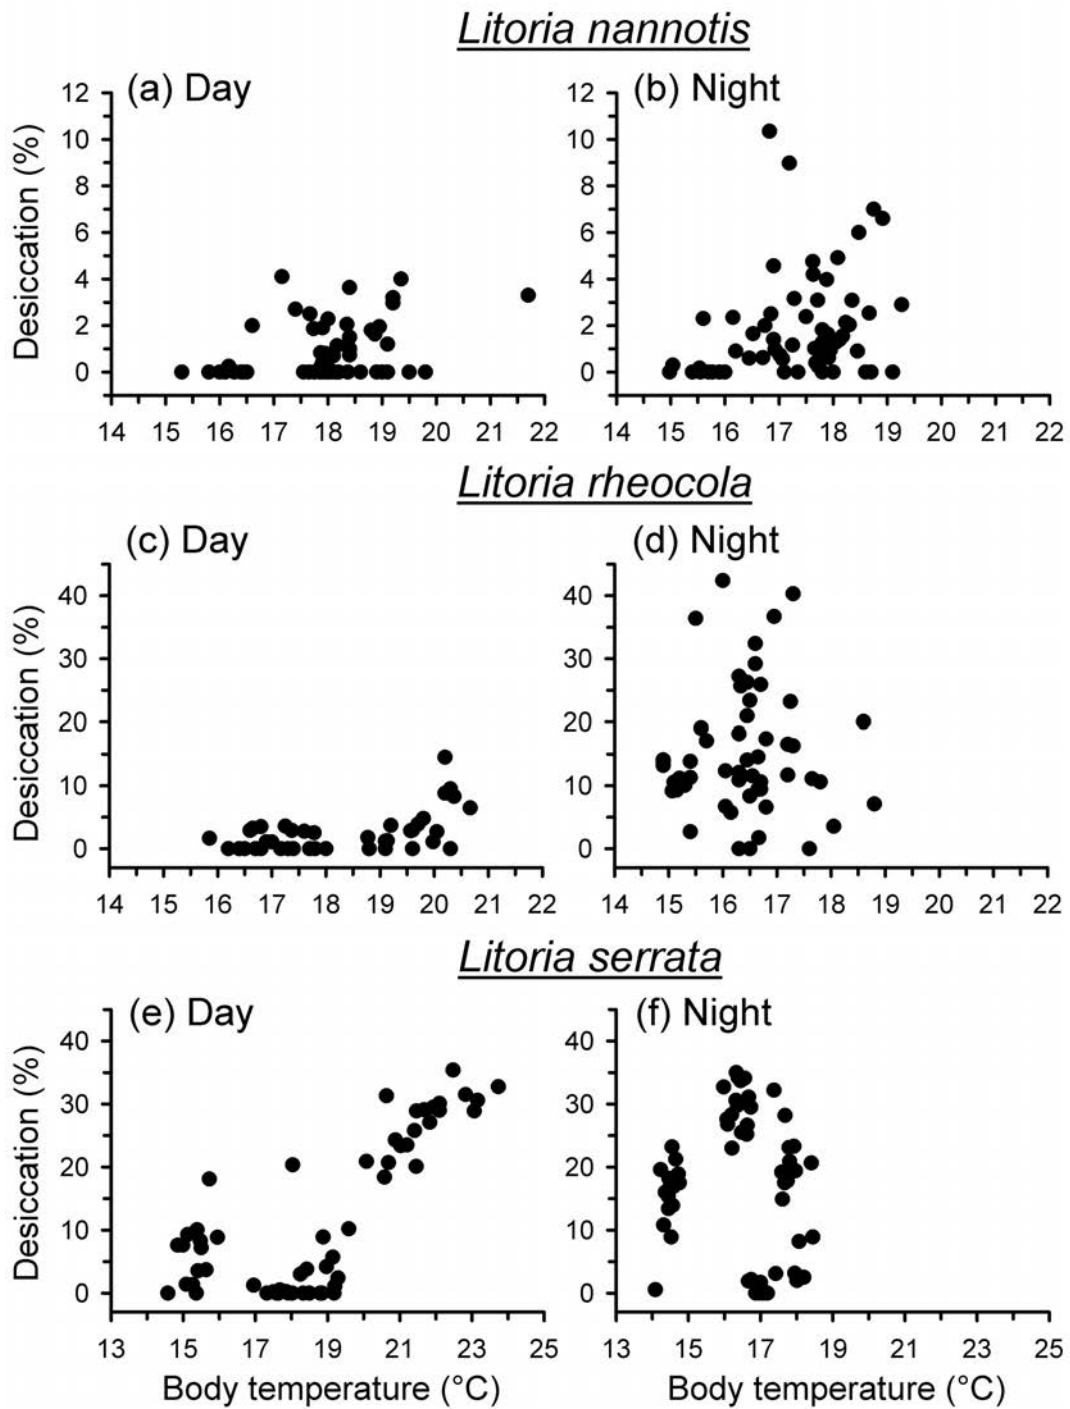 Litoria nannotis
(a) Day
(b) Night
12
10
8
6
4
2
0
Desiccation (%)
14 15 16 17 18 19 20 21 22
12
10
8
6
4
2
0
14 15 16 17 18 19 20 21 22
Litoria rheocola
(c) Day
(d) Night
40
30
20
10
0
Desiccation (%)
14 15 16 17 18 19 20 21 22
40
30
20
10
0
14 15 16 17 18 19 20 21 22
Litoria serrata
(e) Day
(f) Night
40
30
20
10
0
Desiccation (%)
13 15 17 19 21 23 25
Body temperature (°C)
40
30
20
10
0
13 15 17 19 21 23 25
Body temperature (°C)